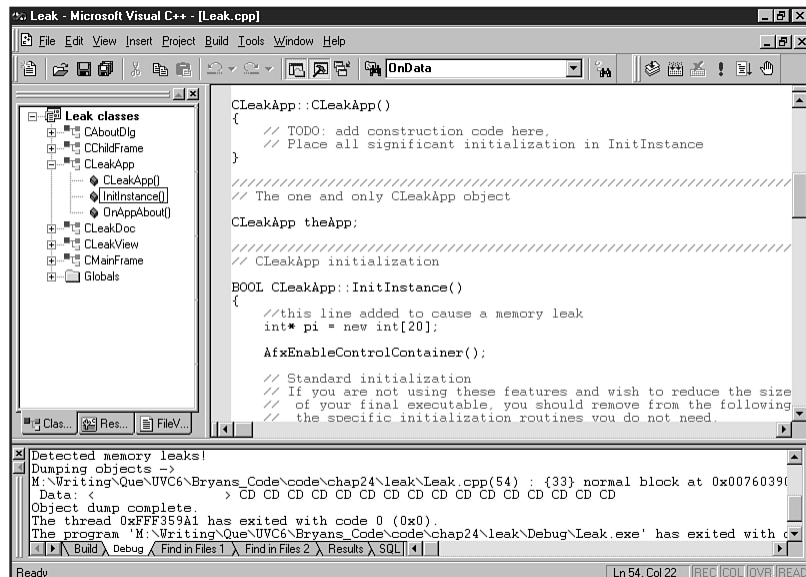 Leak - Microsoft Visual C++ - [Leak.cpp]
File Edit View Insert Project Build Tools Window Help
OnData
Leak classes
CAboutDlg
CChildFrame
CLeakApp
CLeakApp()
InitInstance()
OnAppAbout()
CLeakDoc
CLeakView
CMainFrame
Globals
Clas... Res... FileV...
CLeakApp::CLeakApp()
{
// TODO: add construction code here,
// Place all significant initialization in InitInstance
}
/////////////////////////////////////////////////////////////////////////////
// The one and only CLeakApp object
CLeakApp theApp;
/////////////////////////////////////////////////////////////////////////////
// CLeakApp initialization
BOOL CLeakApp::InitInstance()
{
//this line added to cause a memory leak
int* pi = new int[20];
AfxEnableControlContainer();
// Standard initialization
// If you are not using these features and wish to reduce the size
// of your final executable, you should remove from the following
// the specific initialization routines you do not need.
Detected memory leaks!
Dumping objects ->
M:\Writing\Que\UVC6\Bryans_Code\code\chap24\leak\Leak.cpp(54) : {33} normal block at 0x00760390
Data: < > CD CD CD CD CD CD CD CD CD CD CD CD CD CD CD CD
Object dump complete.
The thread 0xFFF359A1 has exited with code 0 (0x0).
The program 'M:\Writing\Que\UVC6\Bryans_Code\code\chap24\leak\Debug\Leak.exe' has exited with
Build Debug Find in Files 1 Find in Files 2 Results SQL
Ready Ln 54, Col 22 REC COL OVR READ